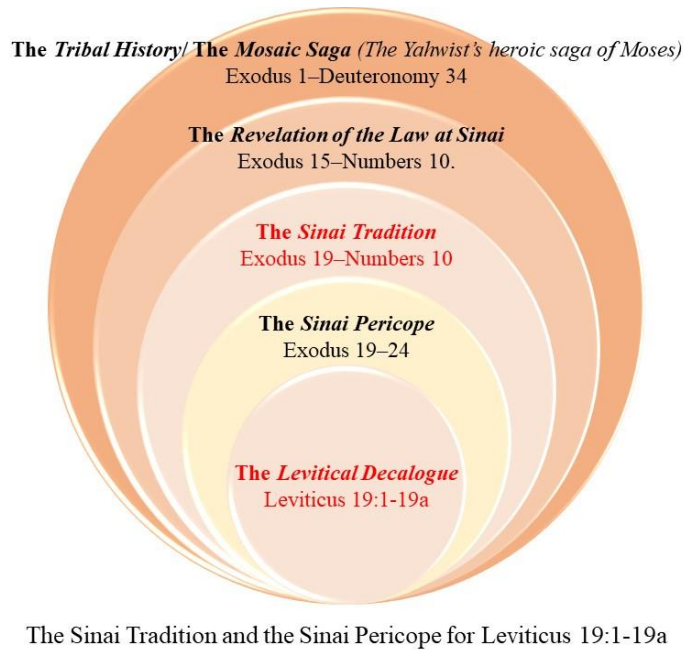 The Tribal History/ The Mosaic Saga (The Yahwist's heroic saga of Moses)
Exodus 1–Deuteronomy 34
The Revelation of the Law at Sinai
Exodus 15–Numbers 10.
The Sinai Tradition
Exodus 19–Numbers 10
The Sinai Pericope
Exodus 19–24
The Levitical Decalogue
Leviticus 19:1-19a
The Sinai Tradition and the Sinai Pericope for Leviticus 19:1-19a